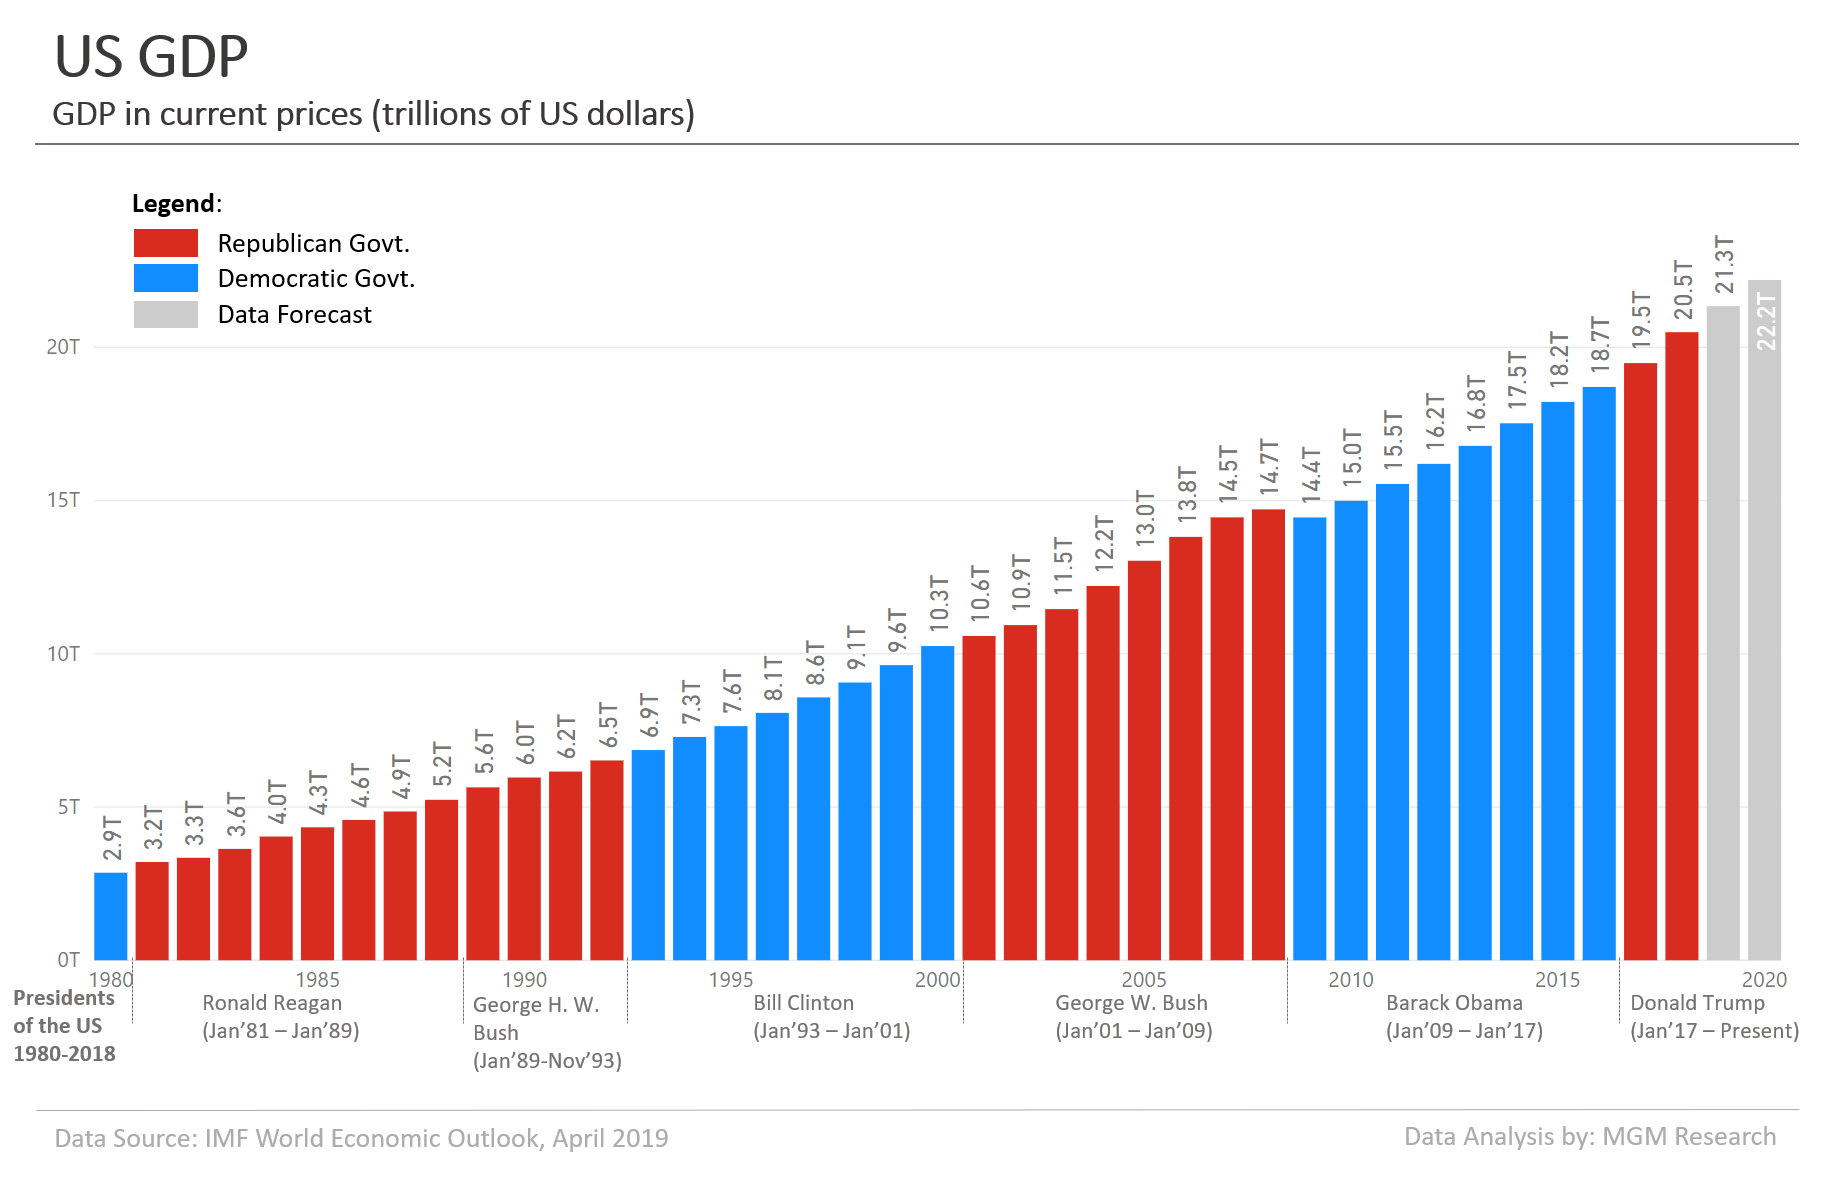 US GDP
GDP in current prices (trillions of US dollars)
Legend:
Republican Govt.
Democratic Govt.
Data Forecast
20T
15T
10T
5T
0T
2.9T
3.2T
3.3T
3.6T
4.0T
4.3T
4.6T
4.9T
5.2T
5.6T
6.0T
6.2T
6.5T
6.9T
7.3T
7.6T
8.1T
8.6T
9.1T
9.6T
10.3T
10.6T
10.9T
11.5T
12.2T
13.0T
13.8T
14.5T
14.7T
14.4T
15.0T
15.5T
16.2T
16.8T
17.5T
18.2T
18.7T
19.5T
20.5T
21.3T
22.2T
1980
1985
1990
1995
2000
2005
2010
2015
2020
Presidents
of the US
1980-2018
Ronald Reagan
(Jan’81 – Jan’89)
George H. W.
Bush
(Jan’89-Nov’93)
Bill Clinton
(Jan’93 – Jan’01)
George W. Bush
(Jan’01 – Jan’09)
Barack Obama
(Jan’09 – Jan’17)
Donald Trump
(Jan’17 – Present)
Data Source: IMF World Economic Outlook, April 2019
Data Analysis by: MGM Research